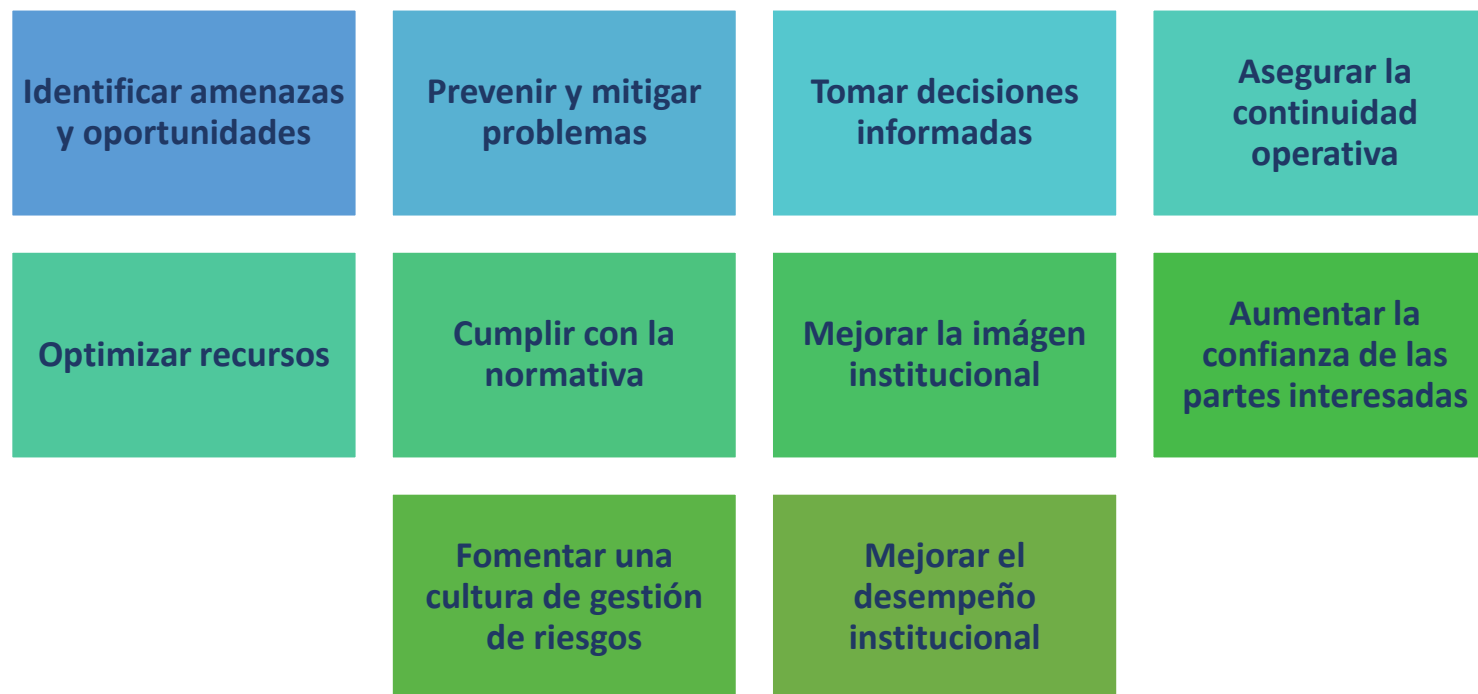 Identificar amenazas
y oportunidades
Prevenir y mitigar
problemas
Tomar decisiones
informadas
Asegurar la
continuidad
operativa
Optimizar recursos
Cumplir con la
normativa
Mejorar la imágen
institucional
Aumentar la
confianza de las
partes interesadas
Fomentar una
cultura de gestión
de riesgos
Mejorar el
desempeño
institucional